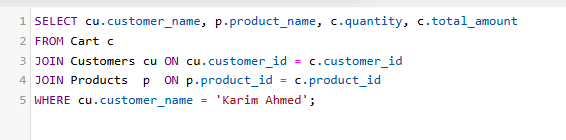 1 SELECT cu.customer_name, p.product_name, c.quantity, c.total_amount
2 FROM Cart c
3 JOIN Customers cu ON cu.customer_id = c.customer_id
4 JOIN Products  p  ON p.product_id = c.product_id
5 WHERE cu.customer_name = 'Karim Ahmed';